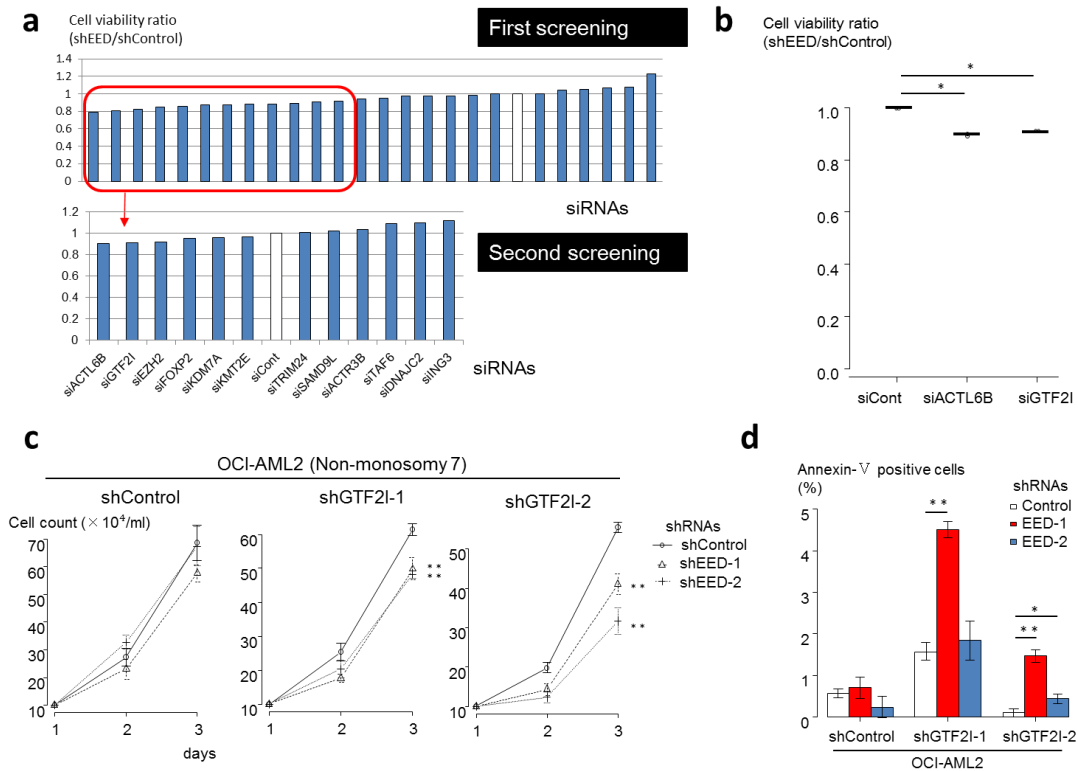 a
Cell viability ratio
(shEED/shControl)
First screening
1.4
1.2
1
0.8
0.6
0.4
0.2
0
siRNAs
Second screening
1.2
1
0.8
0.6
0.4
0.2
0
siACTL6B
siGTF2I
siEZH2
siFOXP2
siKDM7A
siKMT2E
siCont
siTRIM24
siSAMD9L
siACTR3B
siTAF6
siDNAJC2
siING3
siRNAs
b
Cell viability ratio
(shEED/shControl)
*
*
1.0
0.8
1.0
0.4
0.2
0.0
siCont siACTL6B siGTF2I
c
OCI-AML2 (Non-monosomy 7)
shControl shGTF2I-1 shGTF2I-2
Cell count (×10⁴/ml)
70
60
50
40
30
20
10
1 2 3
60
50
40
30
20
10
1 2 3
**
**
50
40
30
20
10
1 2 3
**
**
days
shRNAs
shControl
shEED-1
shEED-2
d
Annexin-Ⅴ positive cells
(%)
shRNAs
Control
EED-1
EED-2
5
4
2
1
0
**
*
**
shControl shGTF2I-1 shGTF2I-2
OCI-AML2